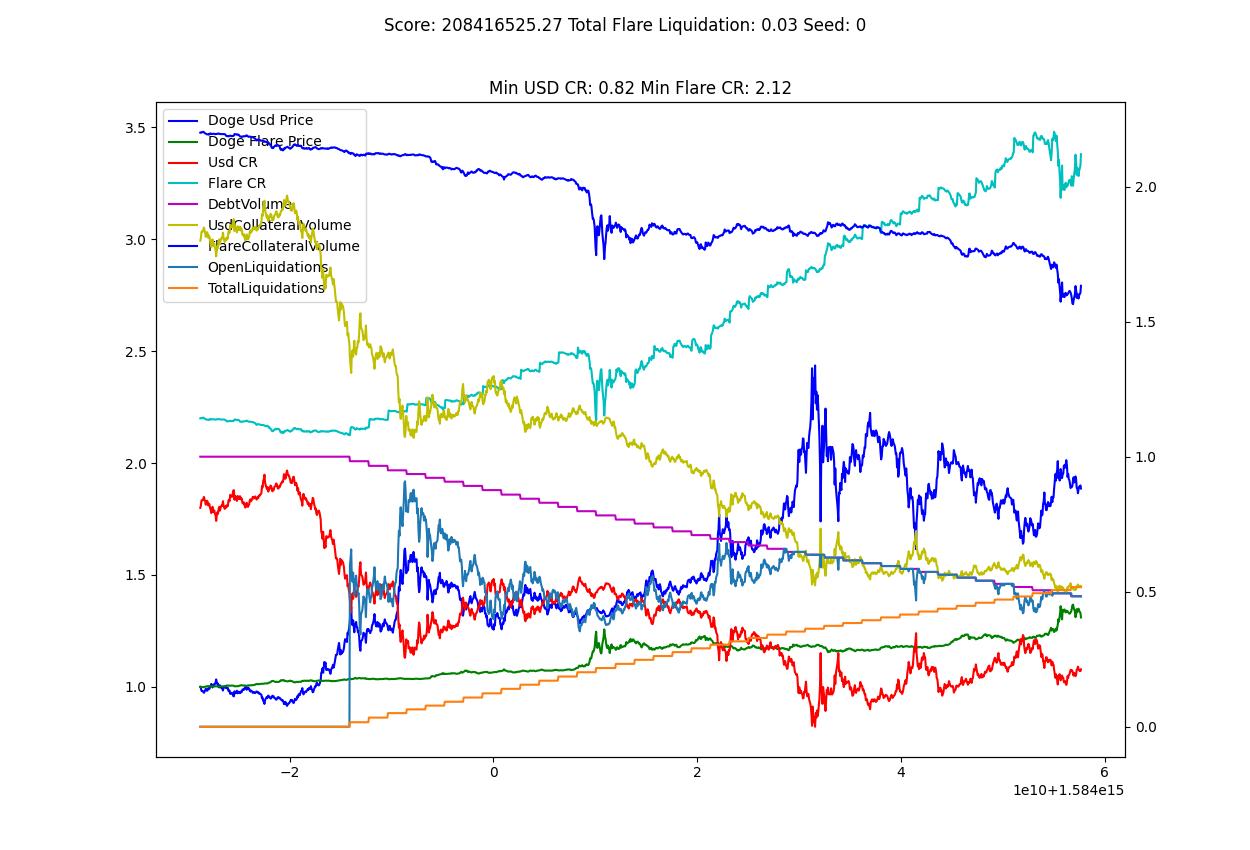 Score: 208416525.27 Total Flare Liquidation: 0.03 Seed: 0
Min USD CR: 0.82 Min Flare CR: 2.12
Doge Usd Price
Doge Flare Price
Usd CR
Flare CR
DebtVolume
UsdCollateralVolume
FlareCollateralVolume
OpenLiquidations
TotalLiquidations
3.5
3.0
2.5
2.0
1.5
1.0
2.0
1.5
1.0
0.5
0.0
−2
0
2
4
6
1e10+1.584e15